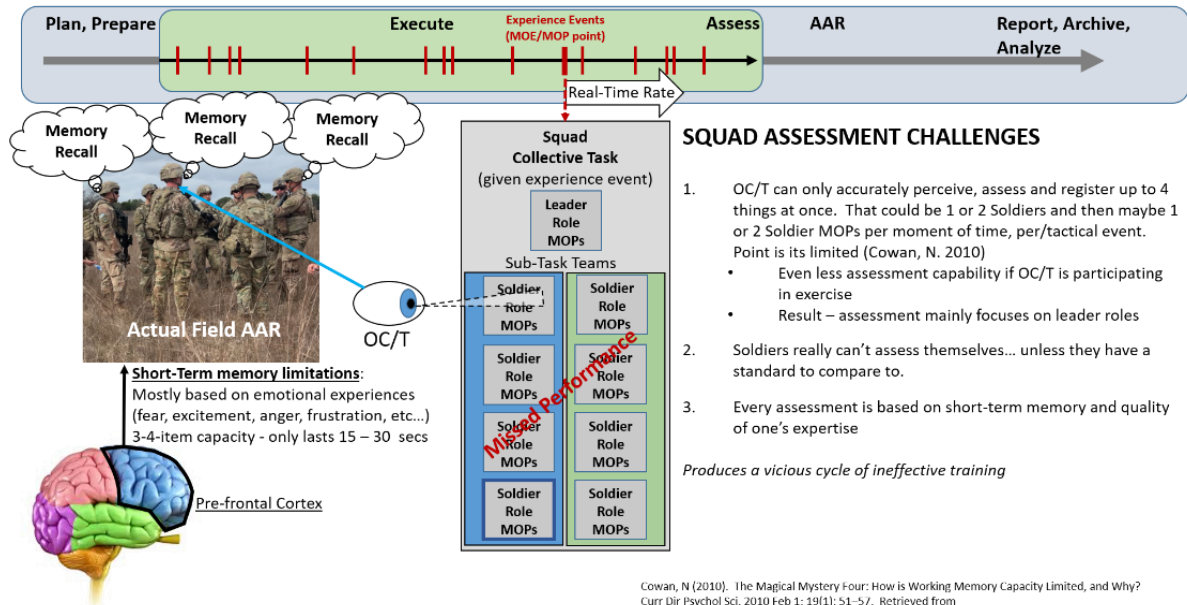 Plan, Prepare
Execute
Experience Events
(MOE/MOP point)
Assess
AAR
Report, Archive,
Analyze
Real-Time Rate
Memory
Recall
Memory
Recall
Memory
Recall
Actual Field AAR
OC/T
Short-Term memory limitations:
Mostly based on emotional experiences
(fear, excitement, anger, frustration, etc...)
3-4-item capacity - only lasts 15 – 30 secs
Pre-frontal Cortex
Squad
Collective Task
(given experience event)
Leader
Role
MOPs
Sub-Task Teams
Soldier
Role
MOPs
Soldier
Role
MOPs
Soldier
Role
MOPs
Soldier
Role
MOPs
Soldier
Role
MOPs
Soldier
Role
MOPs
Soldier
Role
MOPs
Soldier
Role
MOPs
Missed Performance
SQUAD ASSESSMENT CHALLENGES
1. OC/T can only accurately perceive, assess and register up to 4
things at once. That could be 1 or 2 Soldiers and then maybe 1
or 2 Soldier MOPs per moment of time, per/tactical event.
Point is its limited (Cowan, N. 2010)
• Even less assessment capability if OC/T is participating
in exercise
• Result – assessment mainly focuses on leader roles
2. Soldiers really can't assess themselves... unless they have a
standard to compare to.
3. Every assessment is based on short-term memory and quality
of one's expertise
Produces a vicious cycle of ineffective training
Cowan, N (2010). The Magical Mystery Four: How is Working Memory Capacity Limited, and Why?
Curr Dir Psychol Sci. 2010 Feb 1; 19(1): 51–57. Retrieved from